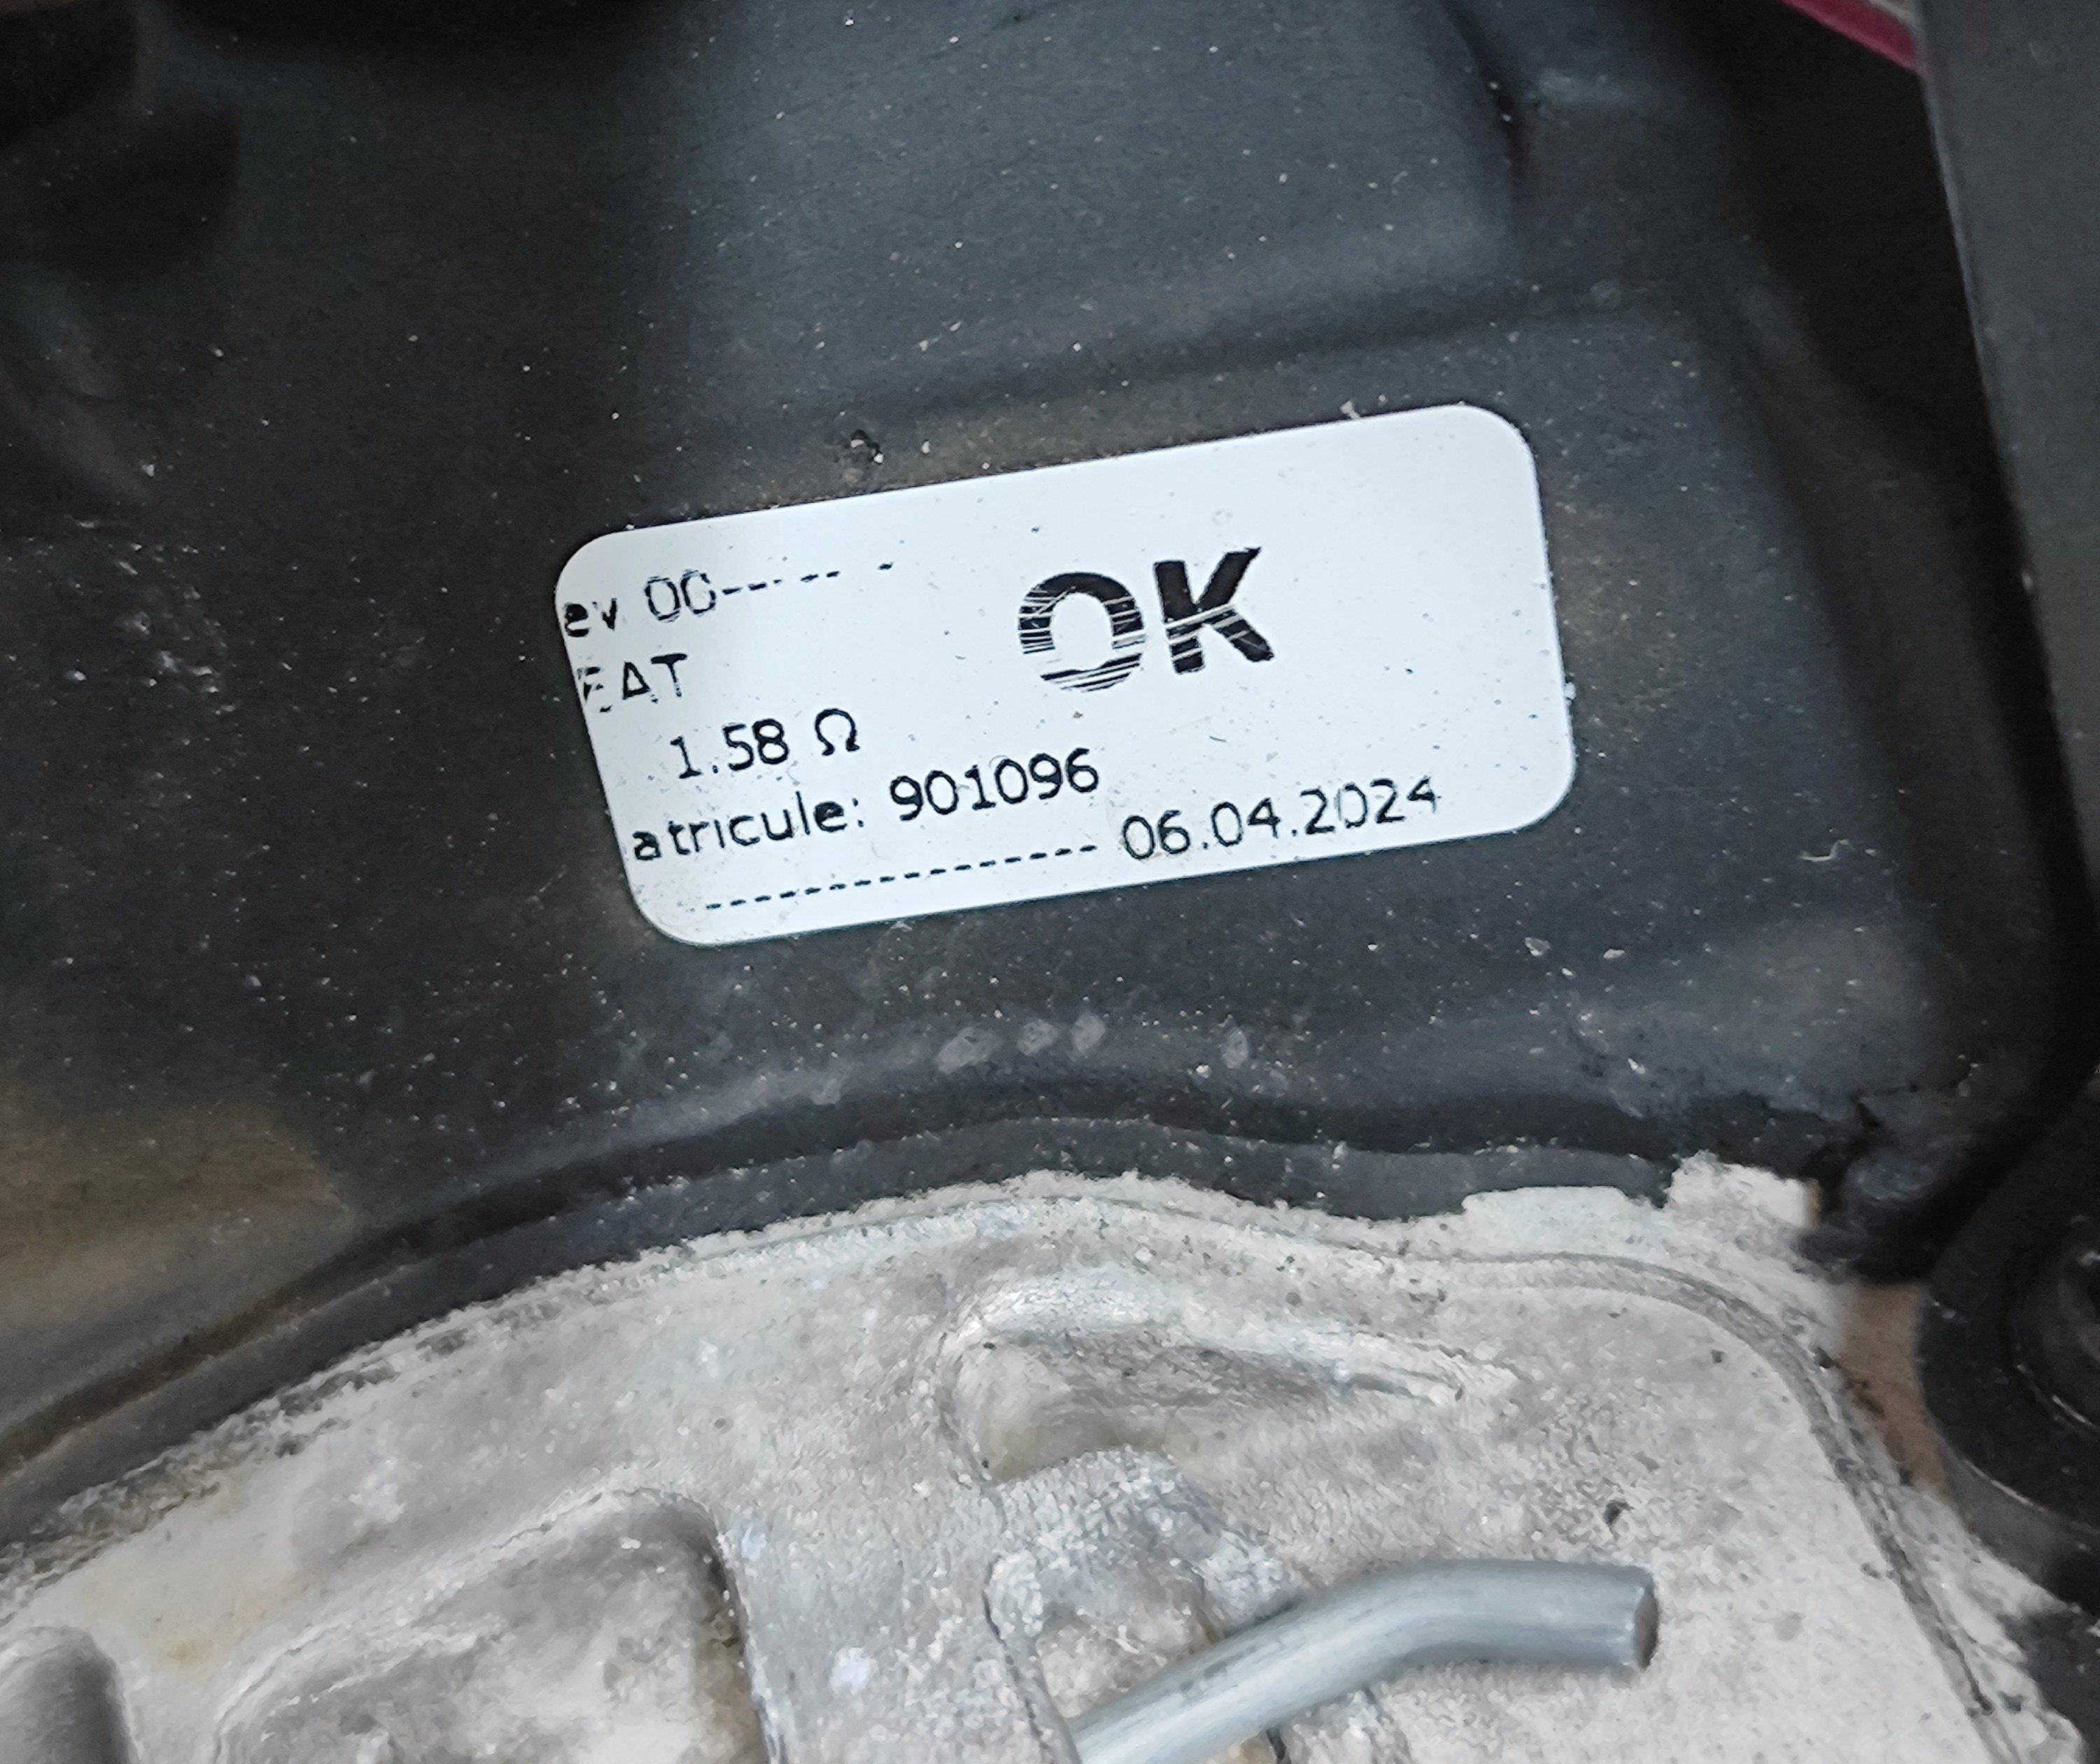 ev 00-------
OK
EAT
1.58 Ω
atricule: 901096
---------------- 06.04.2024